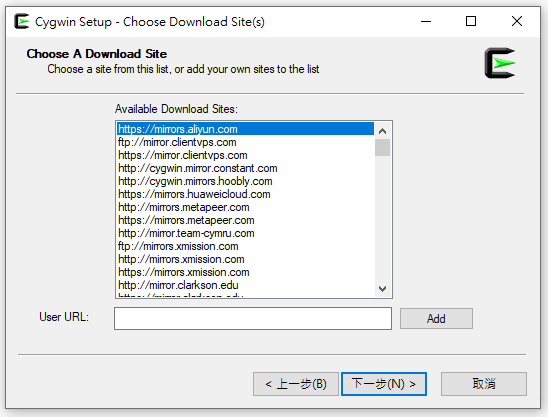 Cygwin Setup - Choose Download Site(s)
Choose A Download Site
Choose a site from this list, or add your own sites to the list
Available Download Sites:
https://mirrors.aliyun.com
ftp://mirror.clientvps.com
https://mirror.clientvps.com
http://cygwin.mirror.constant.com
http://cygwin.mirrors.hoobly.com
https://mirrors.huaweicloud.com
http://mirrors.metapeer.com
https://mirrors.metapeer.com
http://mirror.team-cymru.com
ftp://mirrors.xmission.com
http://mirrors.xmission.com
https://mirrors.xmission.com
http://mirror.clarkson.edu
https://mirror.clarkson.edu
User URL:
Add
< 上一步(B)
下一步(N) >
取消